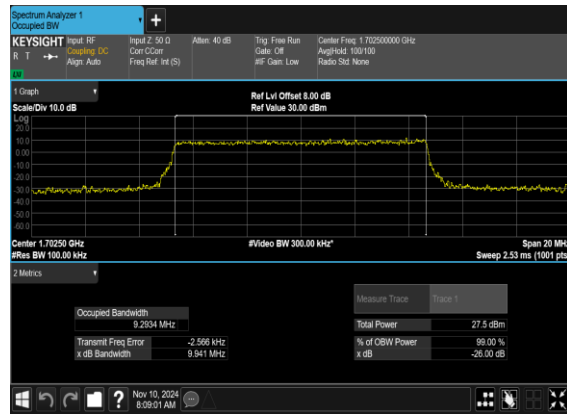 Spectrum Analyzer 1
Occupied BW
KEYSIGHT
R T
LW
Input: RF
Coupling: DC
Align: Auto
Input Z: 50 Ω
Corr CCorr
Freq Ref: Int (S)
Atten: 40 dB
Trig: Free Run
Gate: Off
#IF Gain: Low
Center Freq: 1.702500000 GHz
Avg|Hold: 100/100
Radio Std: None
1 Graph
Scale/Div 10.0 dB
Ref Lvl Offset 8.00 dB
Ref Value 30.00 dBm
Log
20.0
10.0
0.00
-10.0
-20.0
-30.0
-40.0
-50.0
-60.0
Center 1.70250 GHz
#Res BW 100.00 kHz
#Video BW 300.00 kHz*
Span 20 MHz
Sweep 2.53 ms (1001 pts)
2 Metrics
Occupied Bandwidth
9.2934 MHz
Transmit Freq Error -2.566 kHz
x dB Bandwidth 9.941 MHz
Measure Trace Trace 1
Total Power 27.5 dBm
% of OBW Power 99.00 %
x dB -26.00 dB
?
Nov 10, 2024
8:09:01 AM